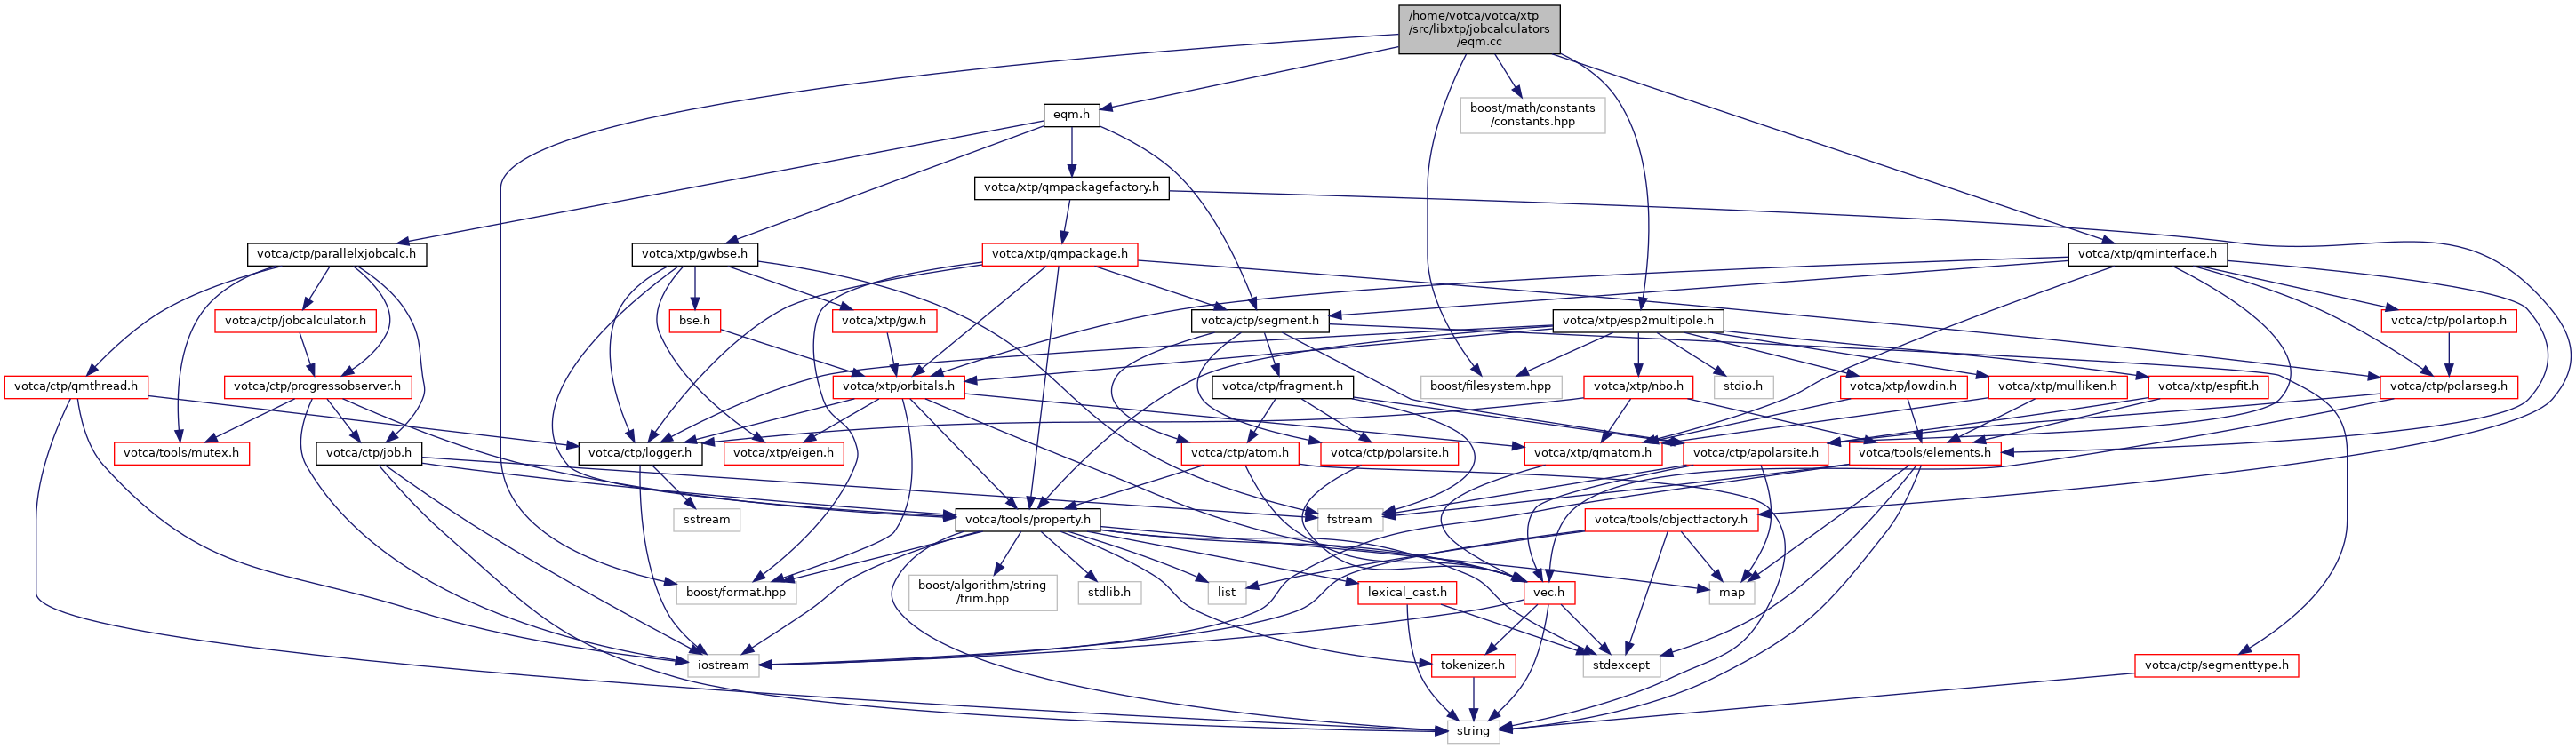 /home/votca/votca/xtp
/src/libxtp/jobcalculators
/eqm.cc
eqm.h
boost/math/constants
/constants.hpp
votca/xtp/qmpackagefactory.h
votca/ctp/parallelxjobcalc.h
votca/xtp/gwbse.h
votca/xtp/qmpackage.h
votca/xtp/qminterface.h
votca/ctp/jobcalculator.h
bse.h
votca/xtp/gw.h
votca/ctp/segment.h
votca/xtp/esp2multipole.h
votca/ctp/polartop.h
votca/ctp/qmthread.h
votca/ctp/progressobserver.h
votca/xtp/orbitals.h
votca/ctp/fragment.h
boost/filesystem.hpp
votca/xtp/nbo.h
stdio.h
votca/xtp/lowdin.h
votca/xtp/mulliken.h
votca/xtp/espfit.h
votca/ctp/polarseg.h
votca/tools/mutex.h
votca/ctp/job.h
votca/ctp/logger.h
votca/xtp/eigen.h
votca/ctp/atom.h
votca/ctp/polarsite.h
votca/xtp/qmatom.h
votca/ctp/apolarsite.h
votca/tools/elements.h
sstream
votca/tools/property.h
fstream
votca/tools/objectfactory.h
boost/format.hpp
boost/algorithm/string
/trim.hpp
stdlib.h
list
lexical_cast.h
vec.h
map
iostream
tokenizer.h
stdexcept
votca/ctp/segmenttype.h
string